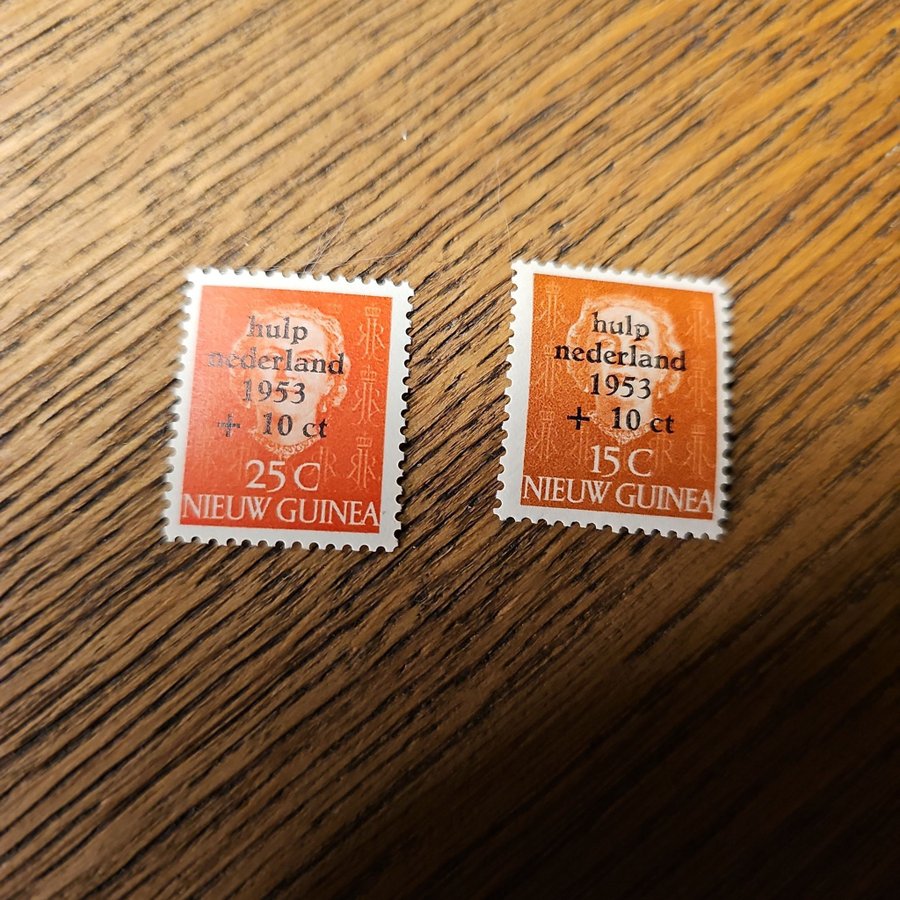 hulp
nederland
1953
+ 10 ct
25 C
NIEUW GUINEA
hulp
nederland
1953
+ 10 ct
15 C
NIEUW GUINEA